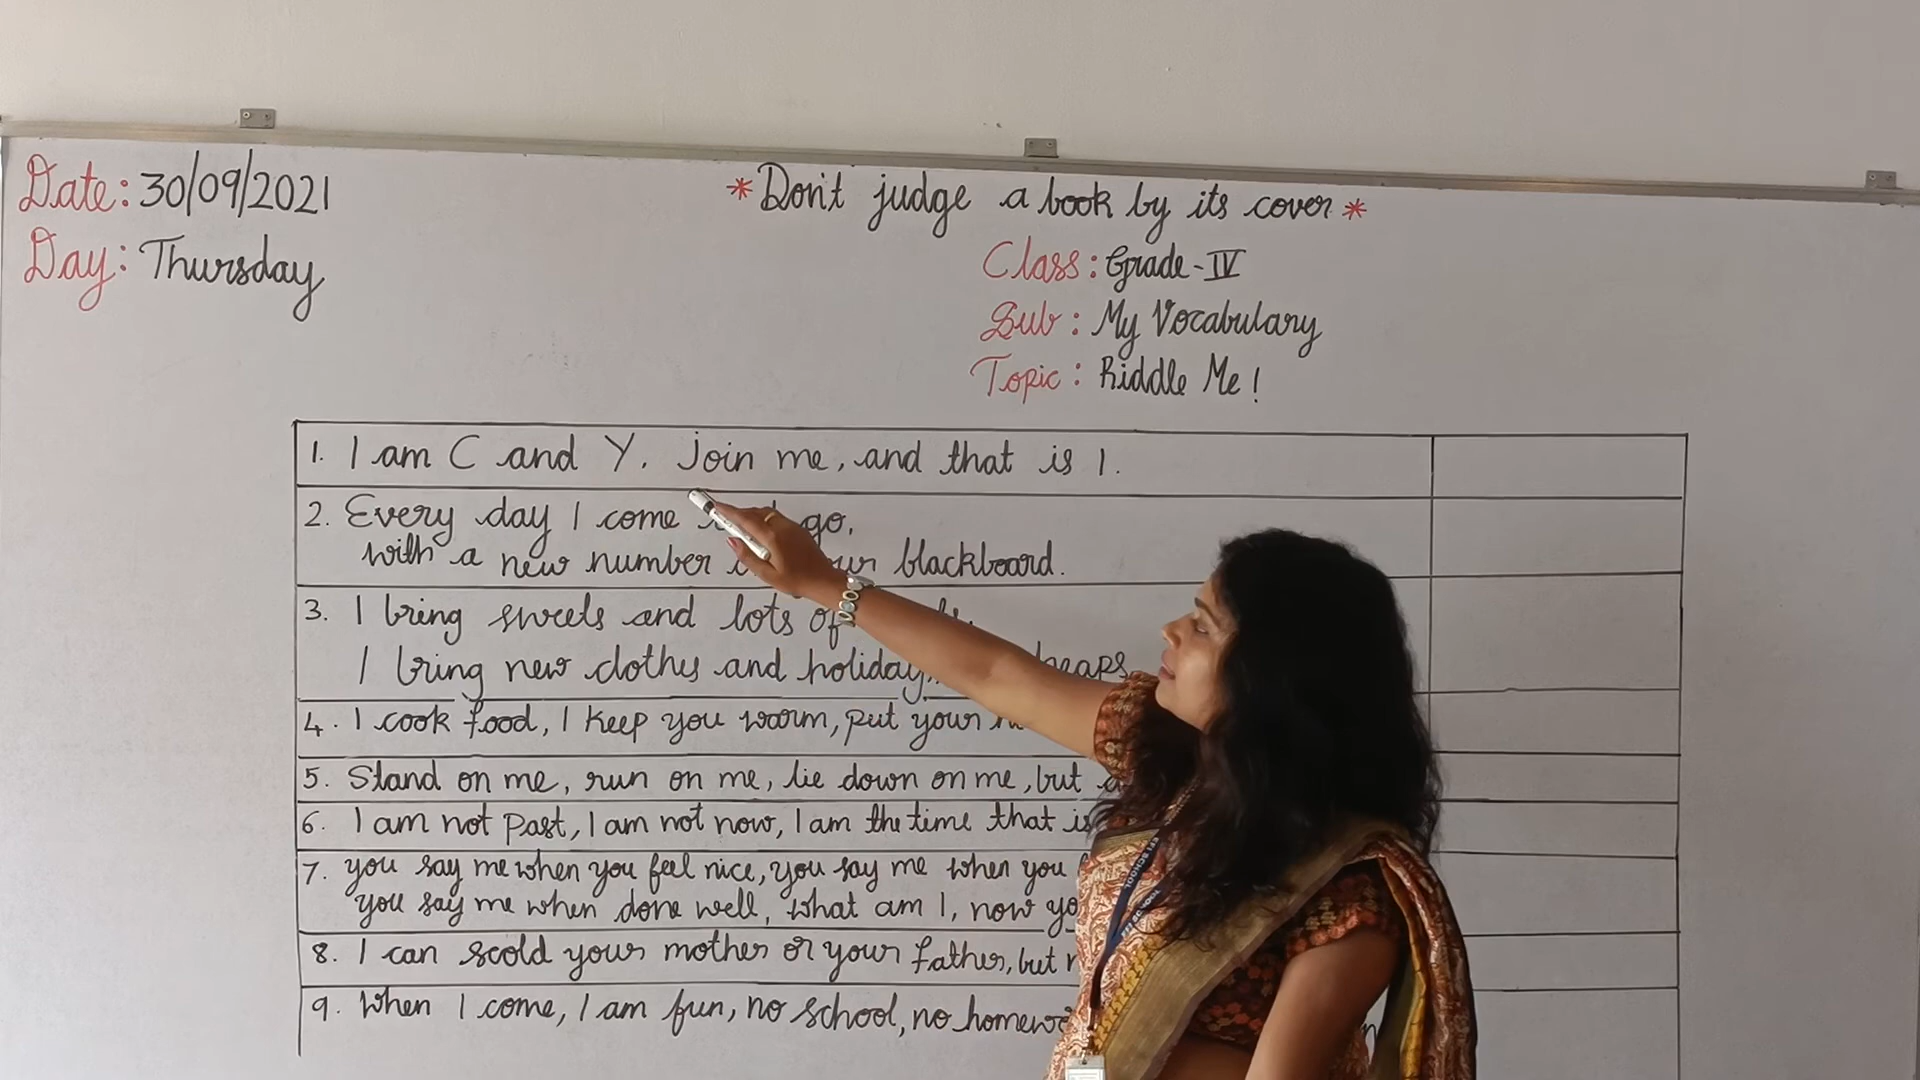 Date: 30/09/2021
Day: Thursday
*Don't judge a book by its cover*
Class: Grade-IV
Sub: My Vocabulary
Topic: Riddle Me!
1. I am C and Y. Join me, and that is 1.
2. Every day I come go,
with a new number blackboard.
3. I bring sweets and lots of
I bring new clothes and holidays heaps
4. I cook food, I keep you warm, put your
5. Stand on me, run on me, lie down on me, but
6. I am not past, I am not now, I am the time that is
7. you say me when you feel nice, you say me when you
you say me when done well, what am I, now
8. I can scold your mother or your father, but
9. When I come, I am fun, no school, no
EFI SCHOOL